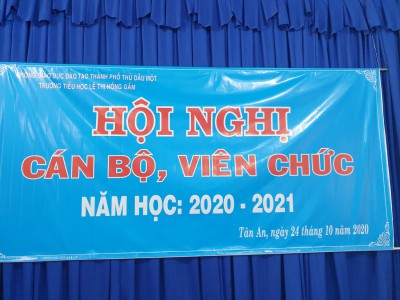 PHÒNG GIÁO DỤC ĐÀO TẠO THÀNH PHỐ THỦ DẦU MỘT
TRƯỜNG TIỂU HỌC LÊ THỊ HỒNG GẤM
HỘI NGHỊ
CÁN BỘ, VIÊN CHỨC
NĂM HỌC: 2020 - 2021
Tân An, ngày 24 tháng 10 năm 2020